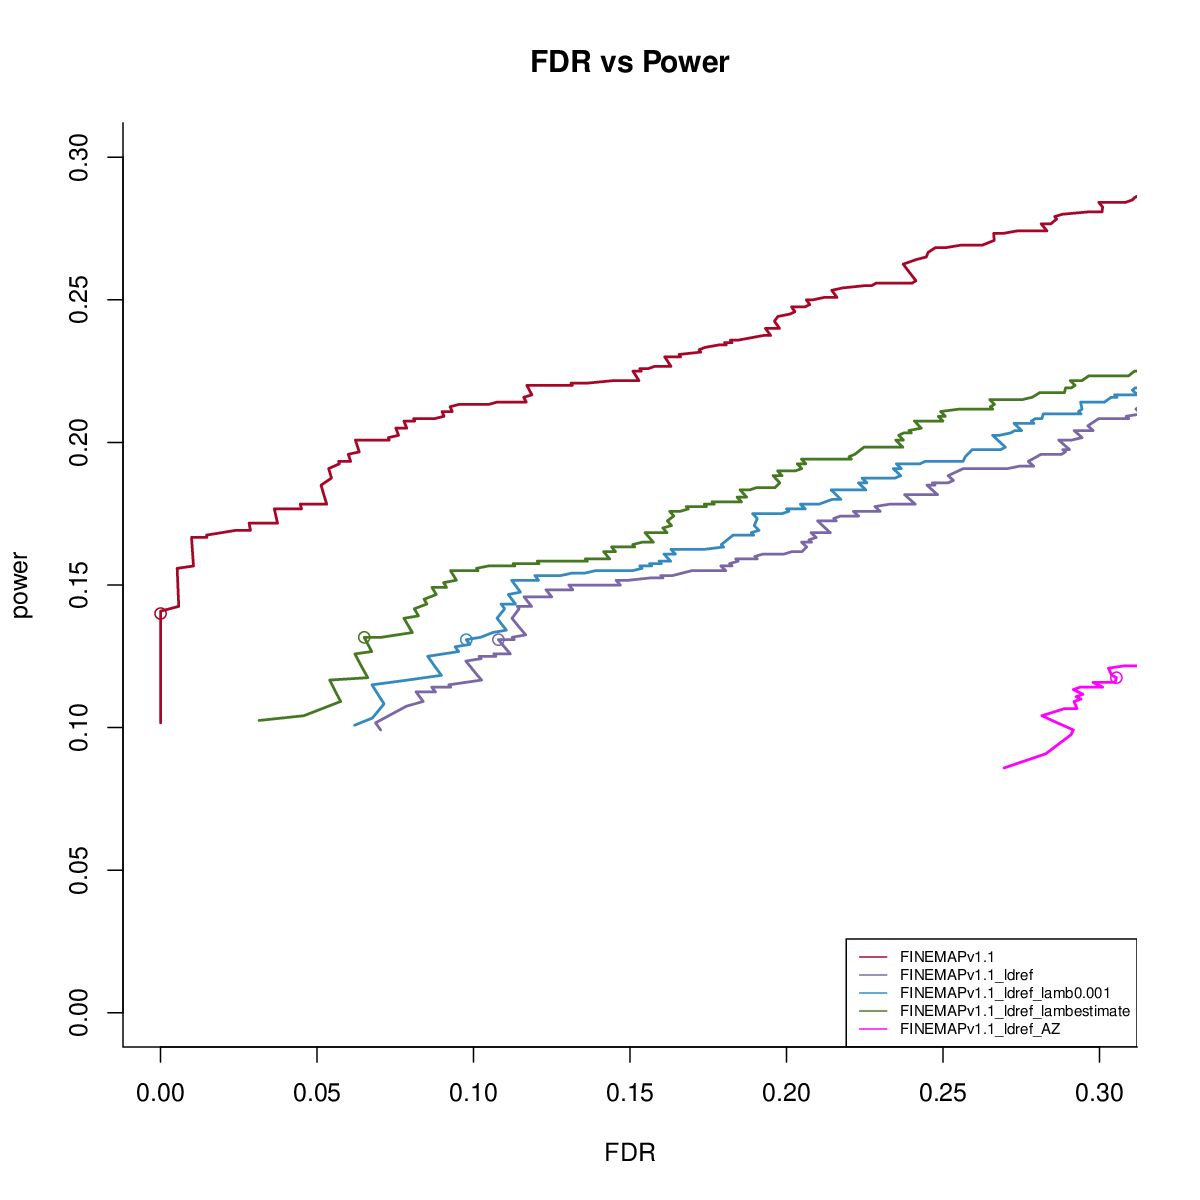 FDR vs Power
power
0.30
0.25
0.20
0.15
0.10
0.05
0.00
FINEMAPv1.1
FINEMAPv1.1_ldref
FINEMAPv1.1_ldref_lamb0.001
FINEMAPv1.1_ldref_lambestimate
FINEMAPv1.1_ldref_AZ
0.00 0.05 0.10 0.15 0.20 0.25 0.30
FDR